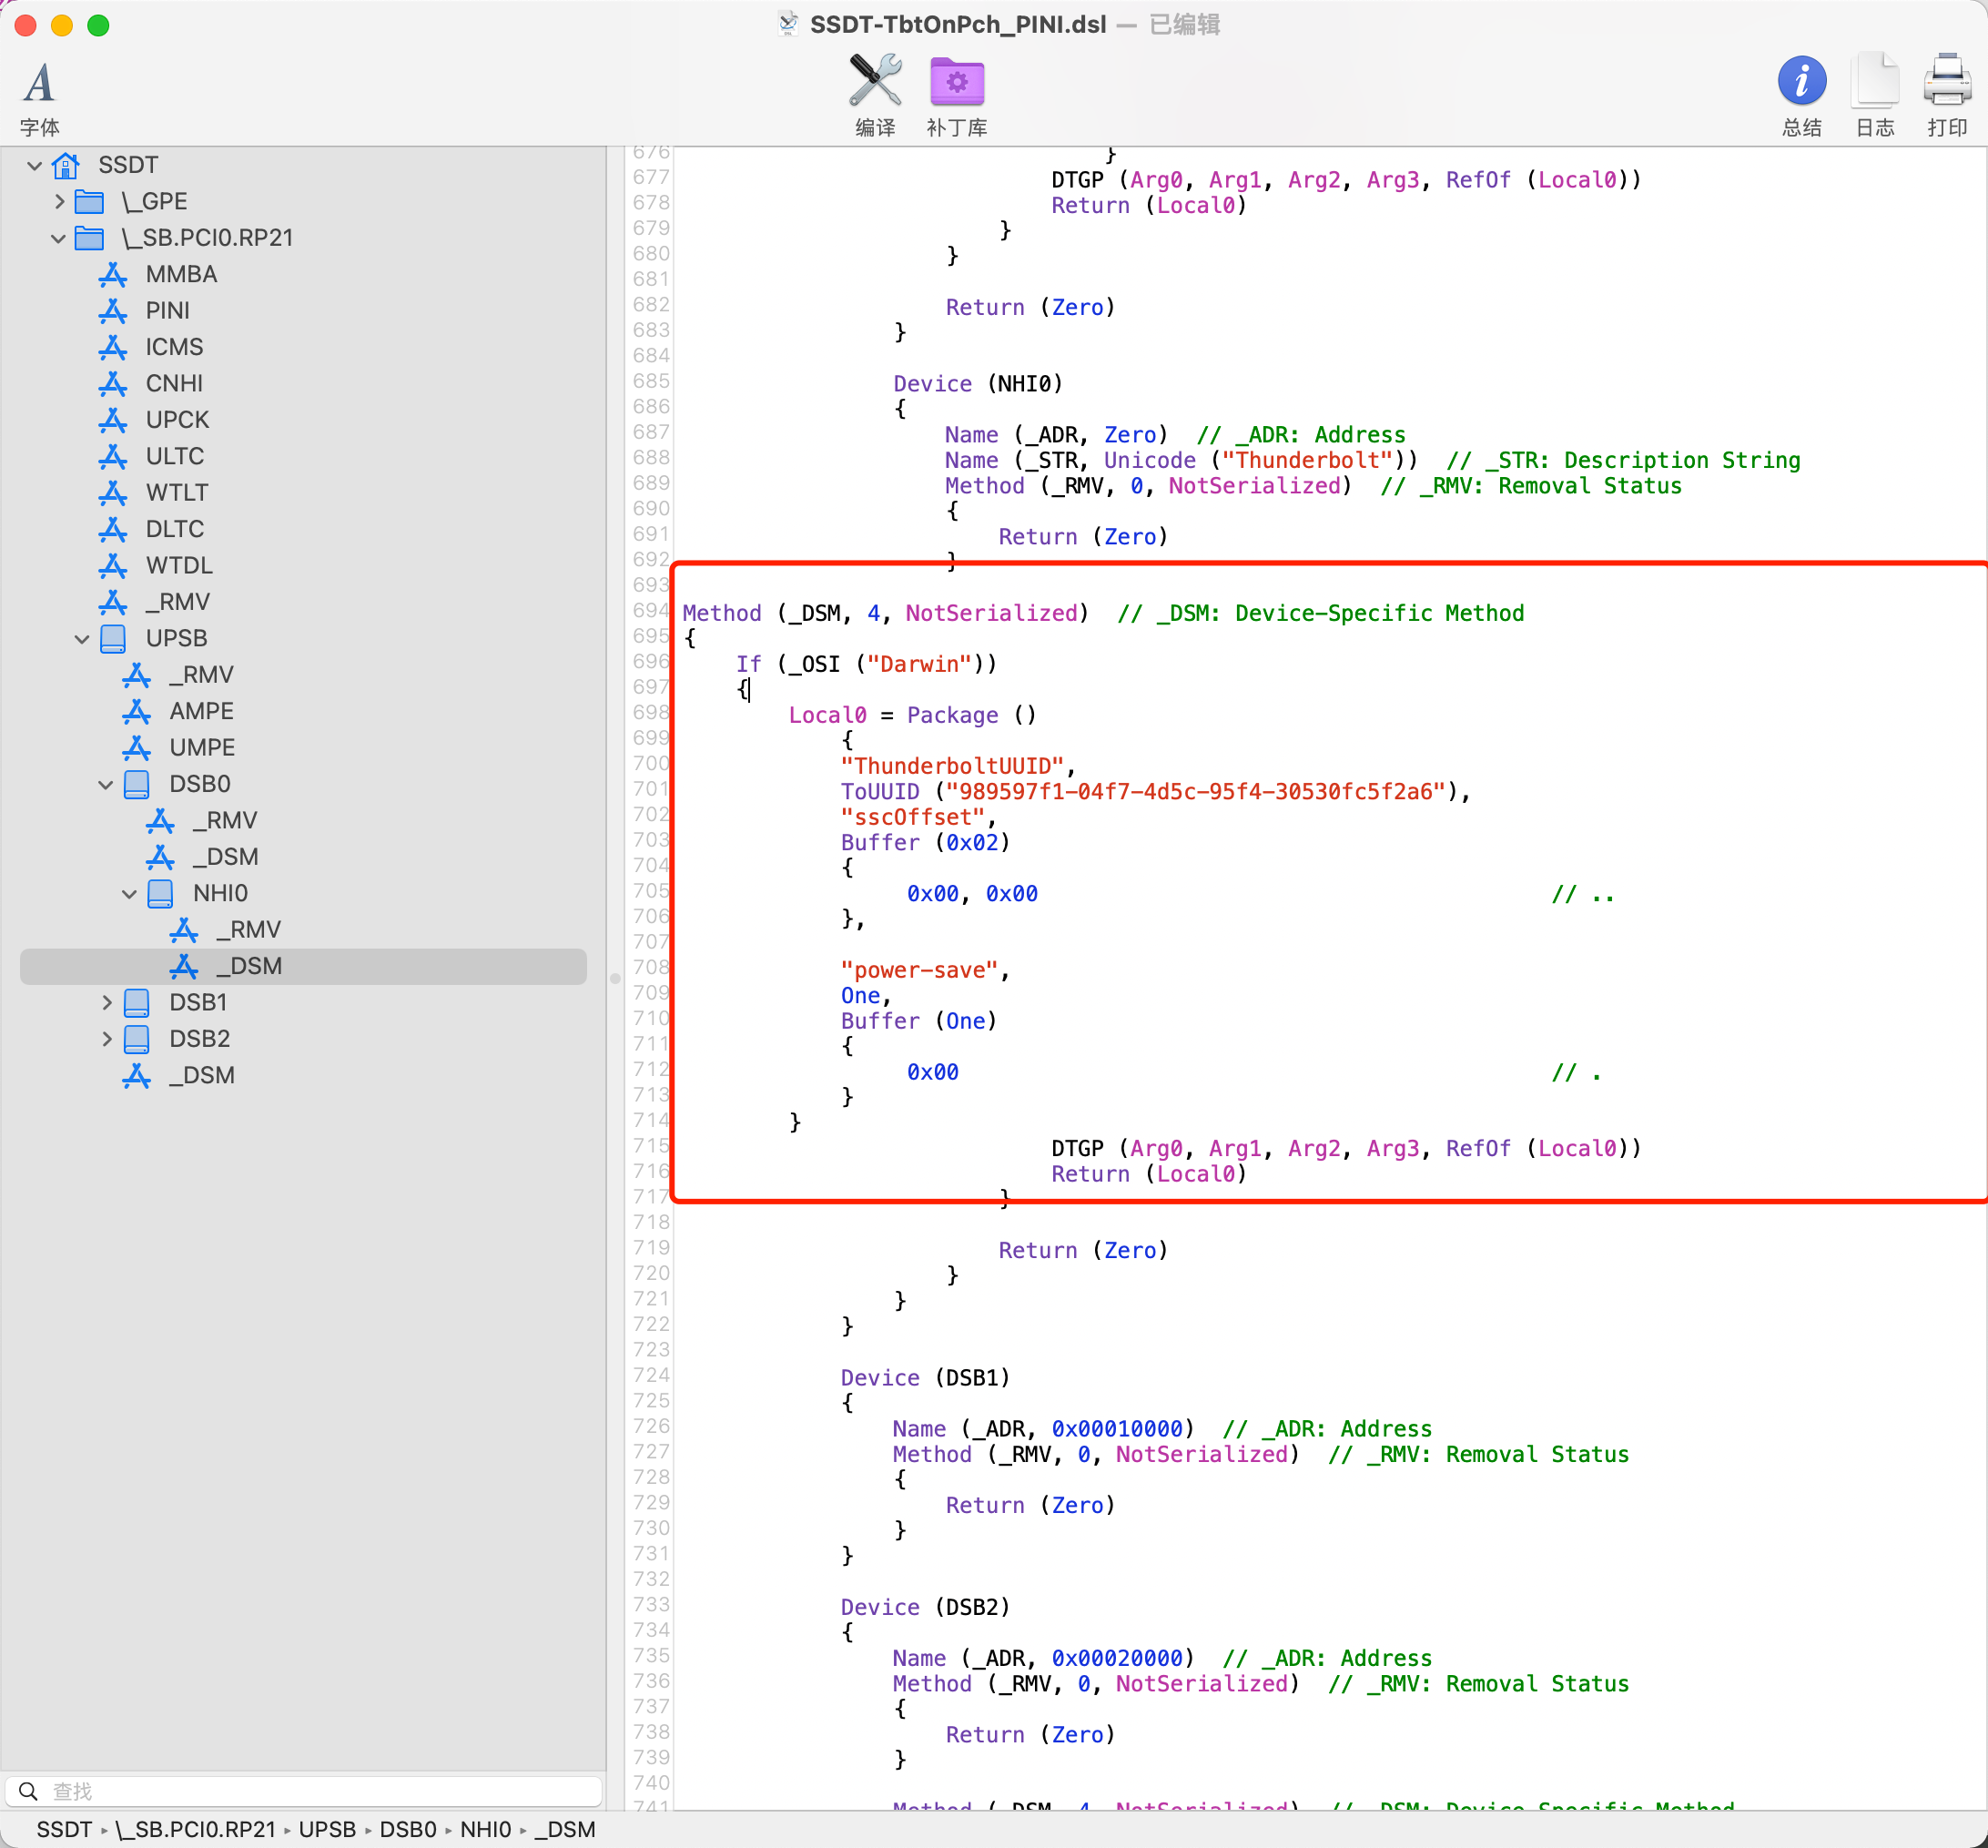 SSDT-TbtOnPch_PINI.dsl — 已编辑
字体
编译
补丁库
总结
日志
打印
SSDT
\_GPE
\_SB.PCI0.RP21
MMBA
PINI
ICMS
CNHI
UPCK
ULTC
WTLT
DLTC
WTDL
_RMV
UPSB
_RMV
AMPE
UMPE
DSB0
_RMV
_DSM
NHI0
_RMV
_DSM
DSB1
DSB2
_DSM
查找
SSDT ▸ \_SB.PCI0.RP21 ▸ UPSB ▸ DSB0 ▸ NHI0 ▸ _DSM
676 }
677 DTGP (Arg0, Arg1, Arg2, Arg3, RefOf (Local0))
678 Return (Local0)
679 }
680 }
681
682 Return (Zero)
683 }
684
685 Device (NHI0)
686 {
687 Name (_ADR, Zero)  // _ADR: Address
688 Name (_STR, Unicode ("Thunderbolt"))  // _STR: Description String
689 Method (_RMV, 0, NotSerialized)  // _RMV: Removal Status
690 {
691 Return (Zero)
692 }
693
694 Method (_DSM, 4, NotSerialized)  // _DSM: Device-Specific Method
695 {
696 If (_OSI ("Darwin"))
697 {
698 Local0 = Package ()
699 {
700 "ThunderboltUUID",
701 ToUUID ("989597f1-04f7-4d5c-95f4-30530fc5f2a6"),
702 "sscOffset",
703 Buffer (0x02)
704 {
705 0x00, 0x00 // ..
706 },
707
708 "power-save",
709 One,
710 Buffer (One)
711 {
712 0x00 // .
713 }
714 }
715 DTGP (Arg0, Arg1, Arg2, Arg3, RefOf (Local0))
716 Return (Local0)
717 }
718
719 Return (Zero)
720 }
721 }
722 }
723
724 Device (DSB1)
725 {
726 Name (_ADR, 0x00010000)  // _ADR: Address
727 Method (_RMV, 0, NotSerialized)  // _RMV: Removal Status
728 {
729 Return (Zero)
730 }
731 }
732
733 Device (DSB2)
734 {
735 Name (_ADR, 0x00020000)  // _ADR: Address
736 Method (_RMV, 0, NotSerialized)  // _RMV: Removal Status
737 {
738 Return (Zero)
739 }
740
741 Method (_DSM, 4, NotSerialized)  // _DSM: Device-Specific Method